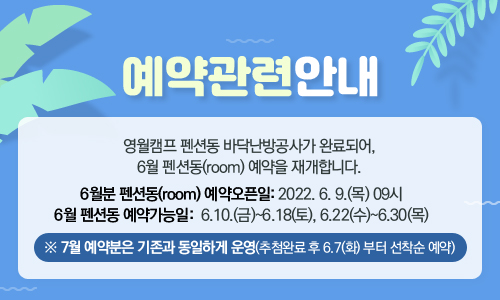 예약관련안내
영월캠프 펜션동 바닥난방공사가 완료되어,
6월 펜션동(room) 예약을 재개합니다.
6월분 펜션동(room) 예약오픈일: 2022. 6. 9.(목) 09시
6월 펜션동 예약가능일: 6.10.(금)~6.18(토), 6.22(수)~6.30(목)
※ 7월 예약분은 기존과 동일하게 운영(추첨완료 후 6.7(화) 부터 선착순 예약)